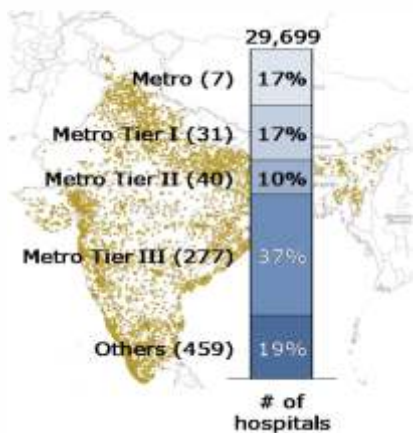 29,699
Metro (7) 17%
Metro Tier I (31) 17%
Metro Tier II (40) 10%
Metro Tier III (277) 37%
Others (459) 19%
# of
hospitals